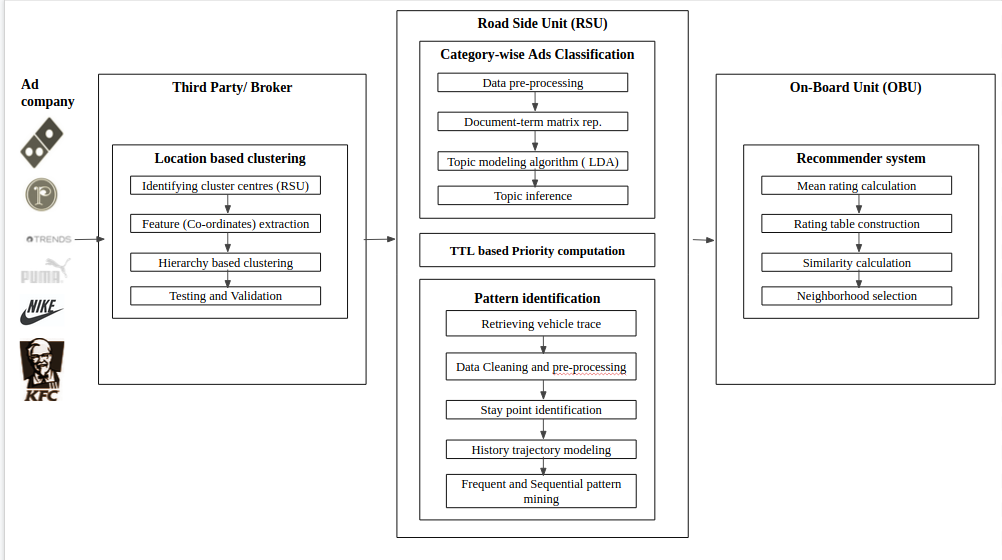 Ad
company
P
TRENDS
PUMA
NIKE
KFC
Third Party/ Broker
Location based clustering
Identifying cluster centres (RSU)
Feature (Co-ordinates) extraction
Hierarchy based clustering
Testing and Validation
Road Side Unit (RSU)
Category-wise Ads Classification
Data pre-processing
Document-term matrix rep.
Topic modeling algorithm ( LDA)
Topic inference
TTL based Priority computation
Pattern identification
Retrieving vehicle trace
Data Cleaning and pre-processing
Stay point identification
History trajectory modeling
Frequent and Sequential pattern
mining
On-Board Unit (OBU)
Recommender system
Mean rating calculation
Rating table construction
Similarity calculation
Neighborhood selection